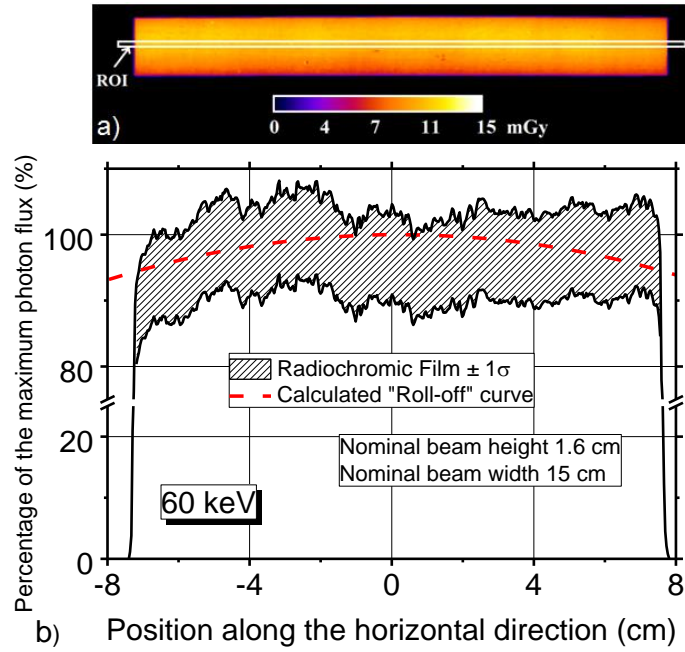 ROI
0 4 7 11 15 mGy
a)
Percentage of the maximum photon flux (%)
100
80
20
0
Radiochromic Film ± 1σ
Calculated "Roll-off" curve
Nominal beam height 1.6 cm
Nominal beam width 15 cm
60 keV
-8 -4 0 4 8
b) Position along the horizontal direction (cm)